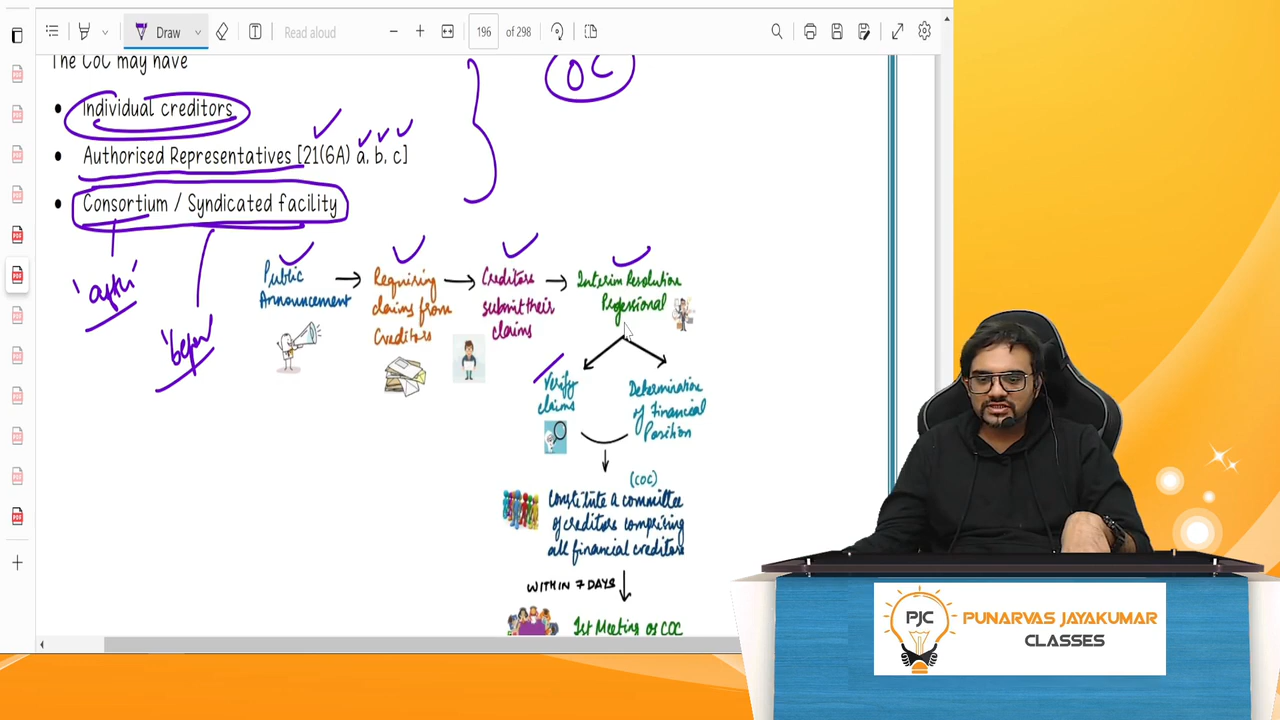 Draw
Read aloud
196 of 298
The CoC may have
OC
• Individual creditors
• Authorised Representatives [21(6A) a, b, c]
• Consortium / Syndicated facility
'after'
'before'
Public Announcement
Requiring claims from Creditors
Creditors submit their claims
Interim Resolution Professional
Verify claims
Determination of Financial Position
(COC)
Constitute a committee
of creditors comprising
all financial creditors
WITHIN 7 DAYS
1st Meeting of COC
PJC
PUNARVAS JAYAKUMAR
CLASSES